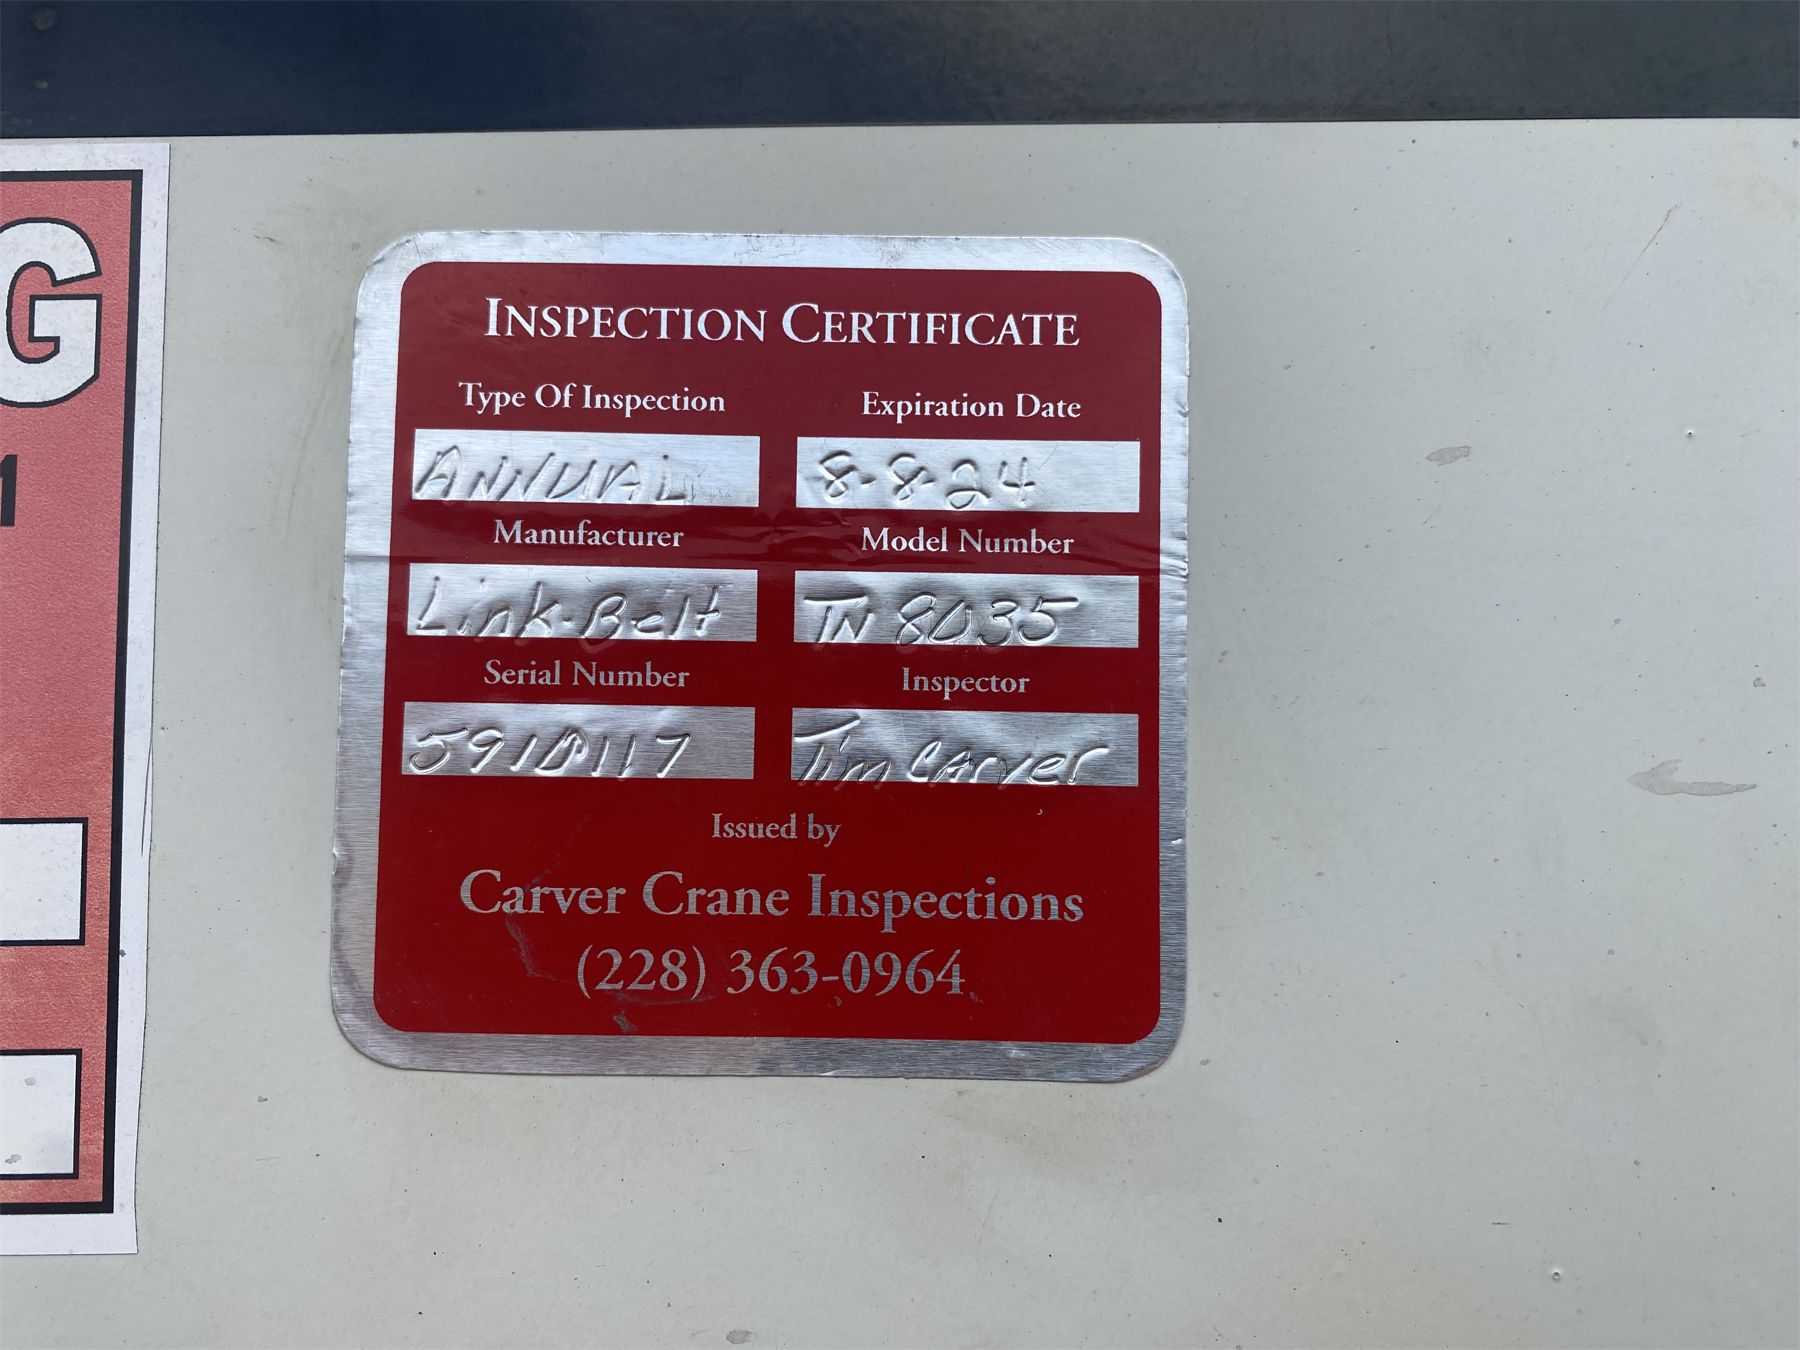 G
1
INSPECTION CERTIFICATE
Type Of Inspection Expiration Date
ANNUAL 8-8-24
Manufacturer Model Number
Link-Belt TN 8035
Serial Number Inspector
Tim Carver
Issued by
Carver Crane Inspections
(228) 363-0964